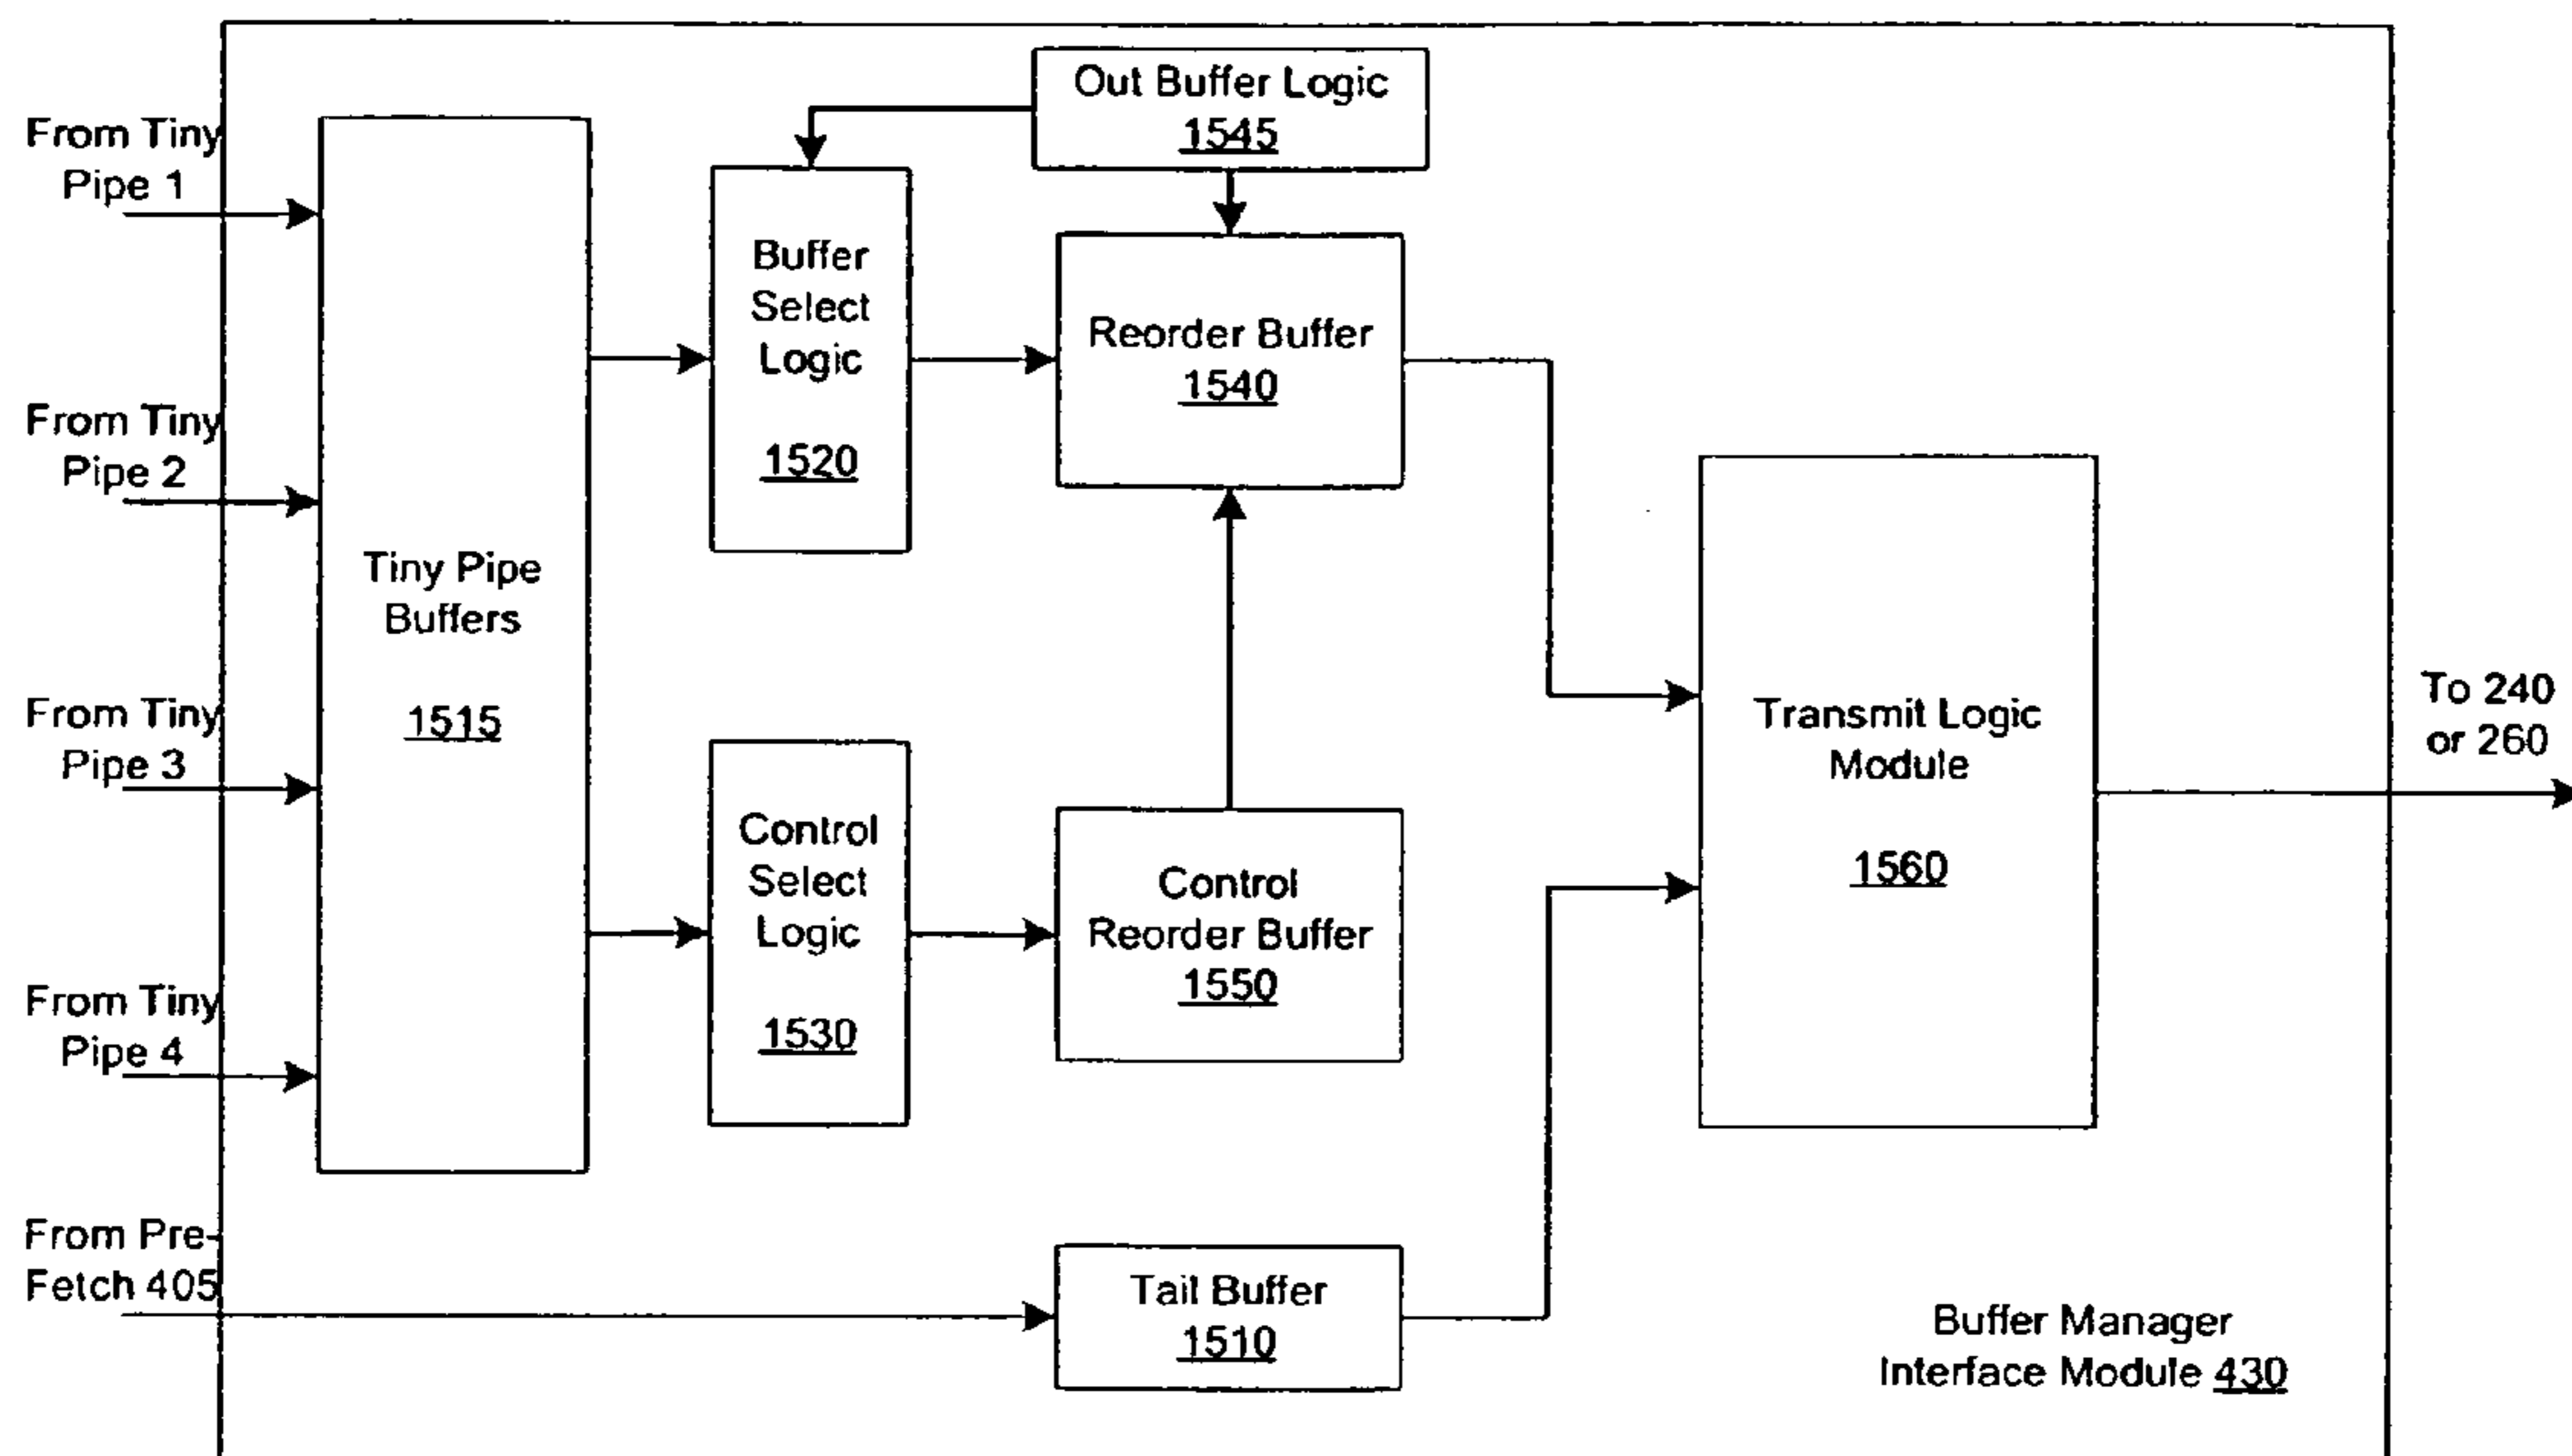 Out Buffer Logic
1545
From Tiny
Pipe 1
Buffer
Select
Logic
1520
Reorder Buffer
1540
From Tiny
Pipe 2
Tiny Pipe
Buffers
1515
From Tiny
Pipe 3
Control
Select
Logic
1530
Control
Reorder Buffer
1550
Transmit Logic
Module
1560
To 240
or 260
From Tiny
Pipe 4
From Pre-
Fetch 405
Tail Buffer
1510
Buffer Manager
Interface Module 430